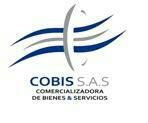 COBIS S.A.S
COMERCIALIZADORA
DE BIENES & SERVICIOS